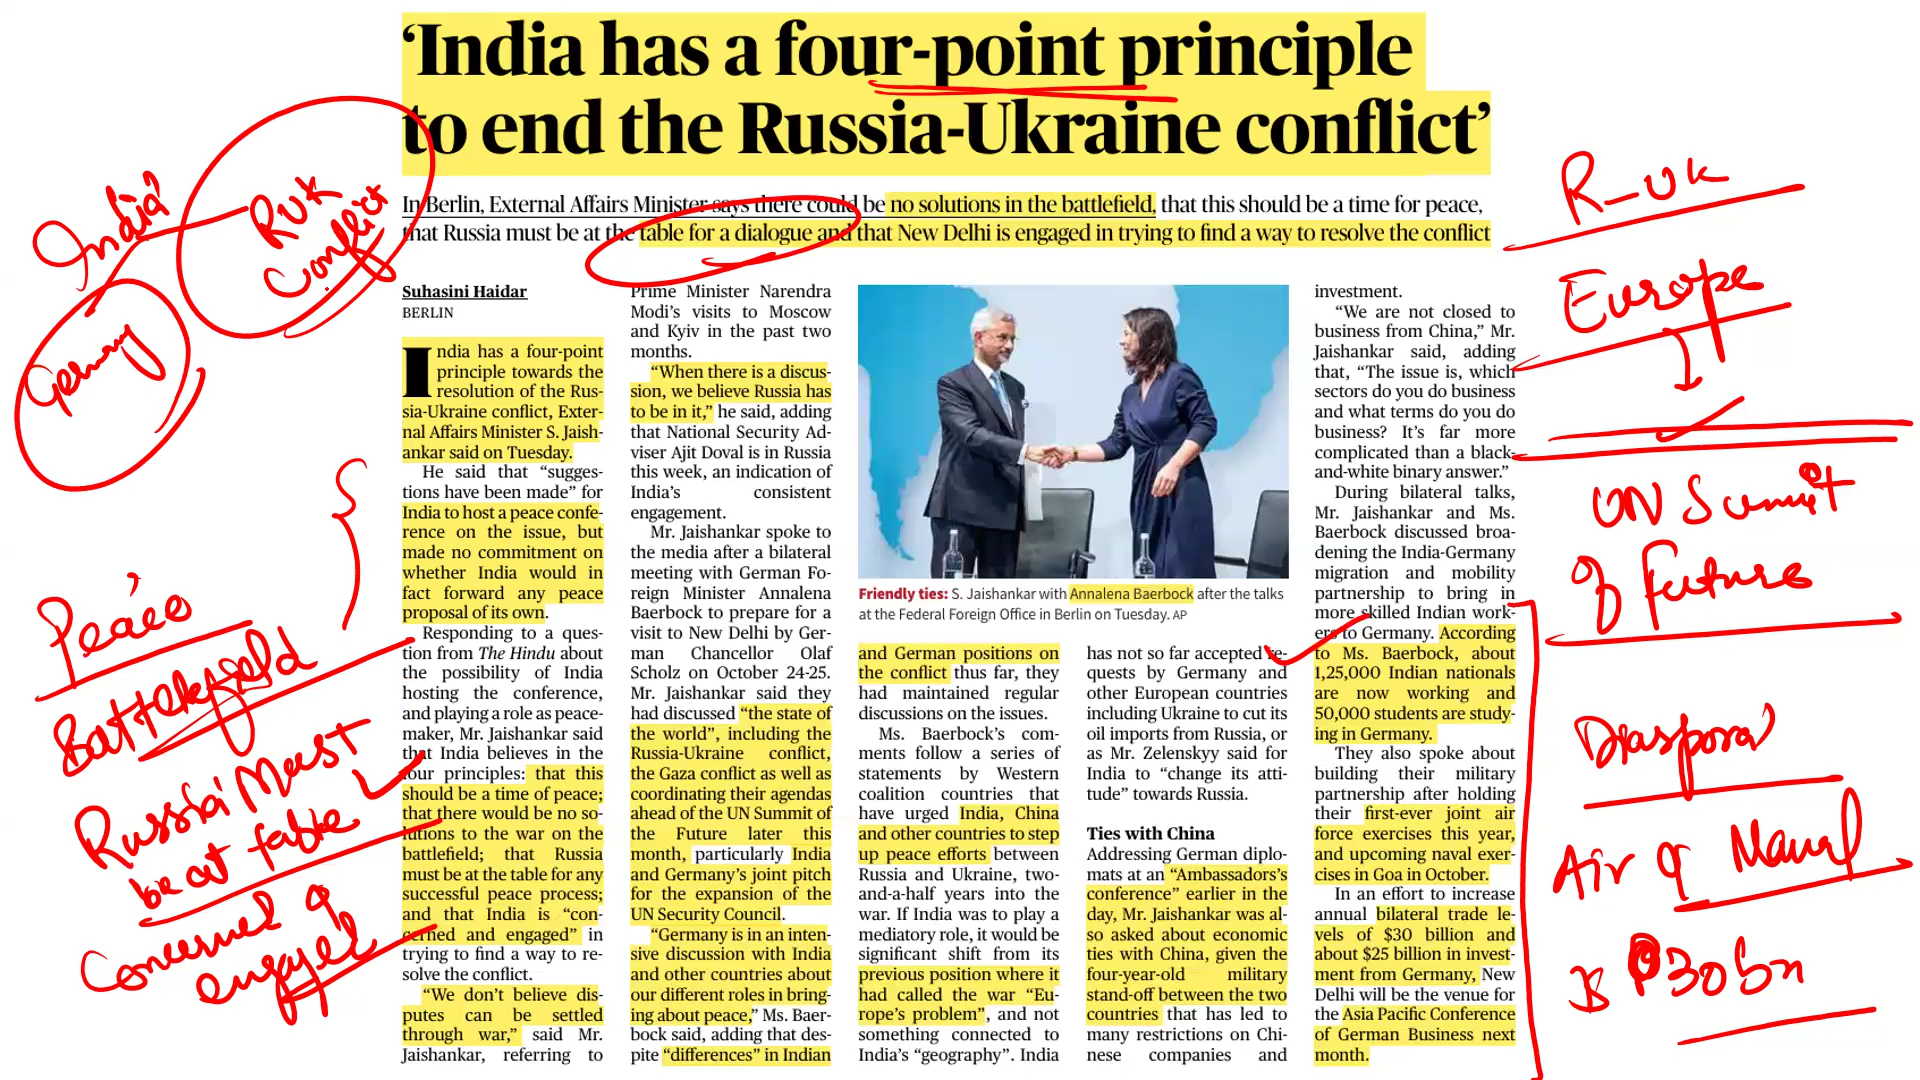 ‘India has a four-point principle
to end the Russia-Ukraine conflict’
In Berlin, External Affairs Minister says there could be no solutions in the battlefield, that this should be a time for peace,
that Russia must be at the table for a dialogue and that New Delhi is engaged in trying to find a way to resolve the conflict
Suhasini Haidar
BERLIN
India has a four-point
principle towards the
resolution of the Rus-
sia-Ukraine conflict, Exter-
nal Affairs Minister S. Jaish-
ankar said on Tuesday.
He said that “sugges-
tions have been made” for
India to host a peace confe-
rence on the issue, but
made no commitment on
whether India would in
fact forward any peace
proposal of its own.
Responding to a ques-
tion from The Hindu about
the possibility of India
hosting the conference,
and playing a role as peace-
maker, Mr. Jaishankar said
that India believes in the
four principles: that this
should be a time of peace;
that there would be no so-
lutions to the war on the
battlefield; that Russia
must be at the table for any
successful peace process;
and that India is “con-
cerned and engaged” in
trying to find a way to re-
solve the conflict.
“We don’t believe dis-
putes can be settled
through war,” said Mr.
Jaishankar, referring to
Prime Minister Narendra
Modi’s visits to Moscow
and Kyiv in the past two
months.
“When there is a discus-
sion, we believe Russia has
to be in it,” he said, adding
that National Security Ad-
viser Ajit Doval is in Russia
this week, an indication of
India’s consistent
engagement.
Mr. Jaishankar spoke to
the media after a bilateral
meeting with German Fo-
reign Minister Annalena
Baerbock to prepare for a
visit to New Delhi by Ger-
man Chancellor Olaf
Scholz on October 24-25.
Mr. Jaishankar said they
had discussed “the state of
the world”, including the
Russia-Ukraine conflict,
the Gaza conflict as well as
coordinating their agendas
ahead of the UN Summit of
the Future later this
month, particularly India
and Germany’s joint pitch
for the expansion of the
UN Security Council.
“Germany is in an inten-
sive discussion with India
and other countries about
our different roles in bring-
ing about peace,” Ms. Baer-
bock said, adding that des-
pite “differences” in Indian
Friendly ties: S. Jaishankar with Annalena Baerbock after the talks
at the Federal Foreign Office in Berlin on Tuesday. AP
and German positions on
the conflict thus far, they
had maintained regular
discussions on the issues.
Ms. Baerbock’s com-
ments follow a series of
statements by Western
coalition countries that
have urged India, China
and other countries to step
up peace efforts between
Russia and Ukraine, two-
and-a-half years into the
war. If India was to play a
mediatory role, it would be
significant shift from its
previous position where it
had called the war “Eu-
rope’s problem”, and not
something connected to
India’s “geography”. India
has not so far accepted re-
quests by Germany and
other European countries
including Ukraine to cut its
oil imports from Russia, or
as Mr. Zelenskyy said for
India to “change its atti-
tude” towards Russia.
Ties with China
Addressing German diplo-
mats at an “Ambassador’s
conference” earlier in the
day, Mr. Jaishankar was al-
so asked about economic
ties with China, given the
four-year-old military
stand-off between the two
countries that has led to
many restrictions on Chi-
nese companies and
investment.
“We are not closed to
business from China,” Mr.
Jaishankar said, adding
that, “The issue is, which
sectors do you do business
and what terms do you do
business? It’s far more
complicated than a black-
and-white binary answer.”
During bilateral talks,
Mr. Jaishankar and Ms.
Baerbock discussed broa-
dening the India-Germany
migration and mobility
partnership to bring in
more skilled Indian work-
ers to Germany. According
to Ms. Baerbock, about
1,25,000 Indian nationals
are now working and
50,000 students are study-
ing in Germany.
They also spoke about
building their military
partnership after holding
their first-ever joint air
force exercises this year,
and upcoming naval exer-
cises in Goa in October.
In an effort to increase
annual bilateral trade le-
vels of $30 billion and
about $25 billion in invest-
ment from Germany, New
Delhi will be the venue for
the Asia Pacific Conference
of German Business next
month.
India
RUK
Conflict
Germany
Peace
Battlefield
Russia Must
be at table
Concerned &
engaged
R-UK
Europe
UN Summit
of Future
Diaspora
Air & Naval
30bn